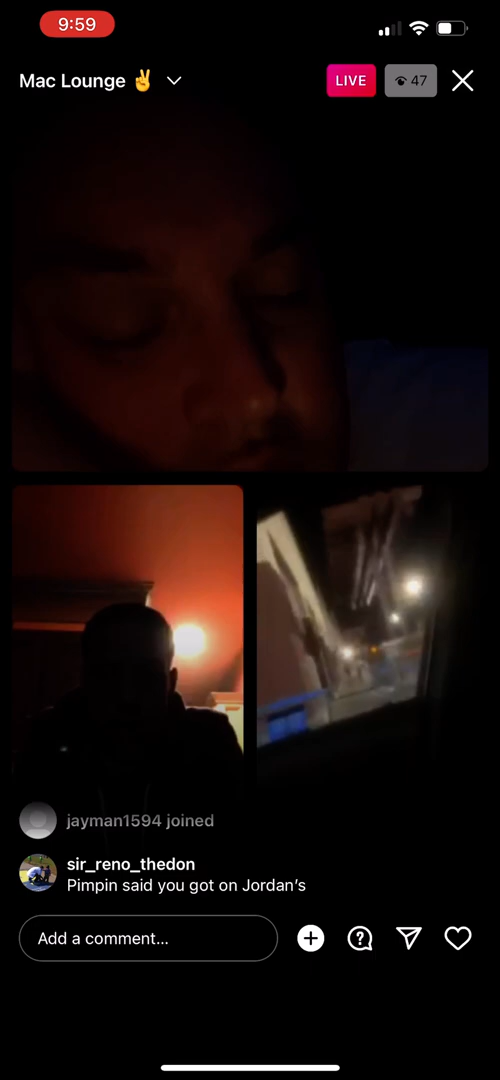 9:59
Mac Lounge ✌️
LIVE
47
jayman1594 joined
sir_reno_thedon
Pimpin said you got on Jordan's
Add a comment...